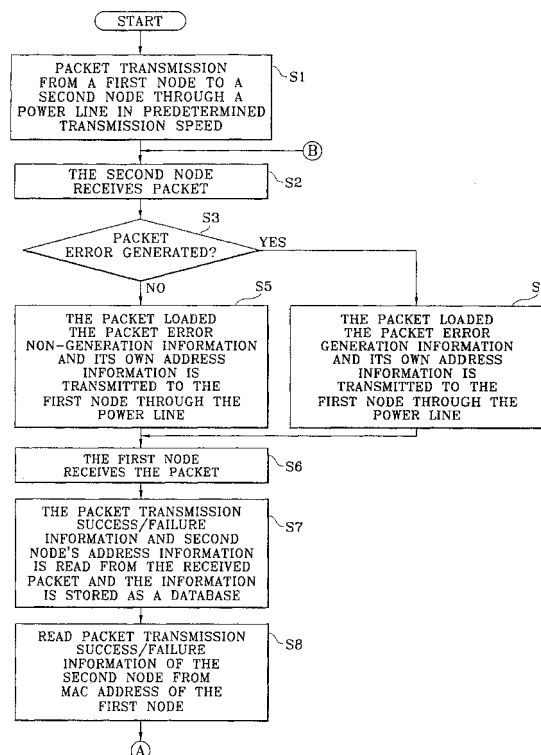 START
PACKET TRANSMISSION
FROM A FIRST NODE TO A
SECOND NODE THROUGH A
POWER LINE IN PREDETERMINED
TRANSMISSION SPEED
S1
B
THE SECOND NODE
RECEIVES PACKET
S2
S3
PACKET
ERROR GENERATED?
YES
NO
S5
THE PACKET LOADED
THE PACKET ERROR
NON-GENERATION INFORMATION
AND ITS OWN ADDRESS
INFORMATION IS
TRANSMITTED TO THE
FIRST NODE THROUGH THE
POWER LINE
S
THE PACKET LOADED
THE PACKET ERROR
GENERATION INFORMATION
AND ITS OWN ADDRESS
INFORMATION IS
TRANSMITTED TO THE
FIRST NODE THROUGH THE
POWER LINE
THE FIRST NODE
RECEIVES THE PACKET
S6
THE PACKET TRANSMISSION
SUCCESS/FAILURE
INFORMATION AND SECOND
NODE'S ADDRESS INFORMATION
IS READ FROM THE RECEIVED
PACKET AND THE INFORMATION
IS STORED AS A DATABASE
S7
READ PACKET TRANSMISSION
SUCCESS/FAILURE
INFORMATION OF THE
SECOND NODE FROM
MAC ADDRESS OF THE
FIRST NODE
S8
A